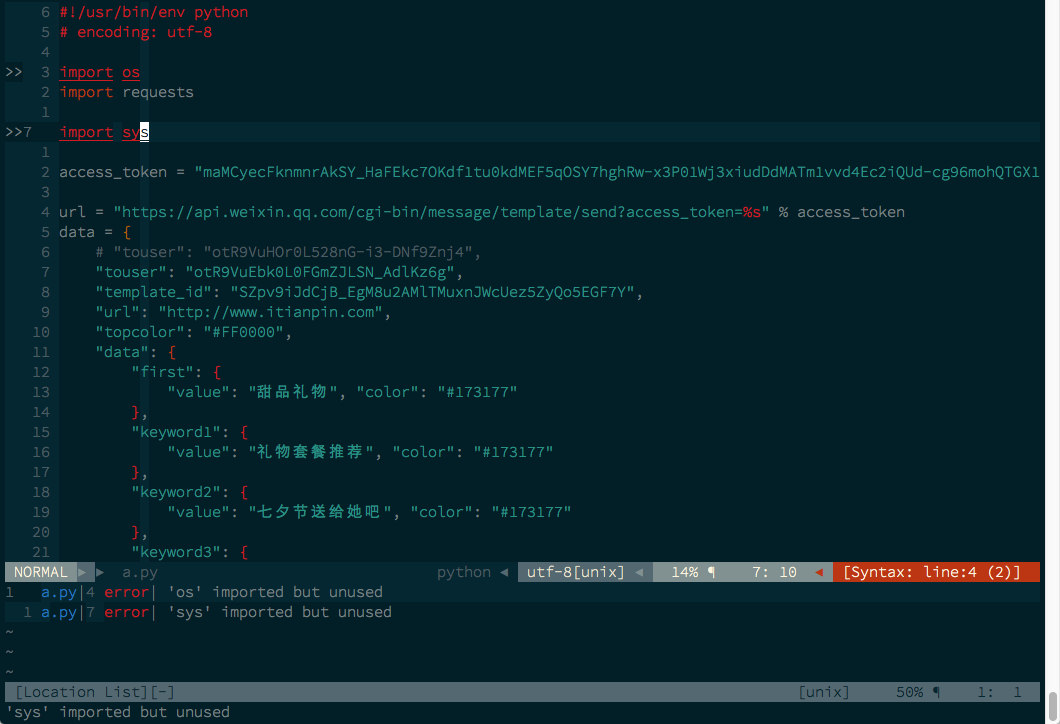 6 #!/usr/bin/env python
5 # encoding: utf-8
4
>> 3 import os
2 import requests
1
>>7 import sys
1
2 access_token = "maMCyecFknmnrAkSY_HaFEkc7OKdf1tu0kdMEF5qOSY7hghRw-x3P01Wj3xiudDdMATm1vvd4Ec2iQUd-cg96mohQTGX1
3
4 url = "https://api.weixin.qq.com/cgi-bin/message/template/send?access_token=%s" % access_token
5 data = {
6 # "touser": "otR9VuHOr0L528nG-i3-DNf9Znj4",
7 "touser": "otR9VuEbk0L0FGmZJLSN_AdlKz6g",
8 "template_id": "SZpv9iJdCjB_EgM8u2AMlTMuxnJWcUez5ZyQo5EGF7Y",
9 "url": "http://www.itianpin.com",
10 "topcolor": "#FF0000",
11 "data": {
12 "first": {
13 "value": "甜品礼物", "color": "#173177"
14 },
15 "keyword1": {
16 "value": "礼物套餐推荐", "color": "#173177"
17 },
18 "keyword2": {
19 "value": "七夕节送给她吧", "color": "#173177"
20 },
21 "keyword3": {
NORMAL a.py python utf-8[unix] 14% ¶ 7: 10 [Syntax: line:4 (2)]
1 a.py|4 error| 'os' imported but unused
1 a.py|7 error| 'sys' imported but unused
~
~
~
[Location List][-] [unix] 50% ¶ 1: 1
'sys' imported but unused